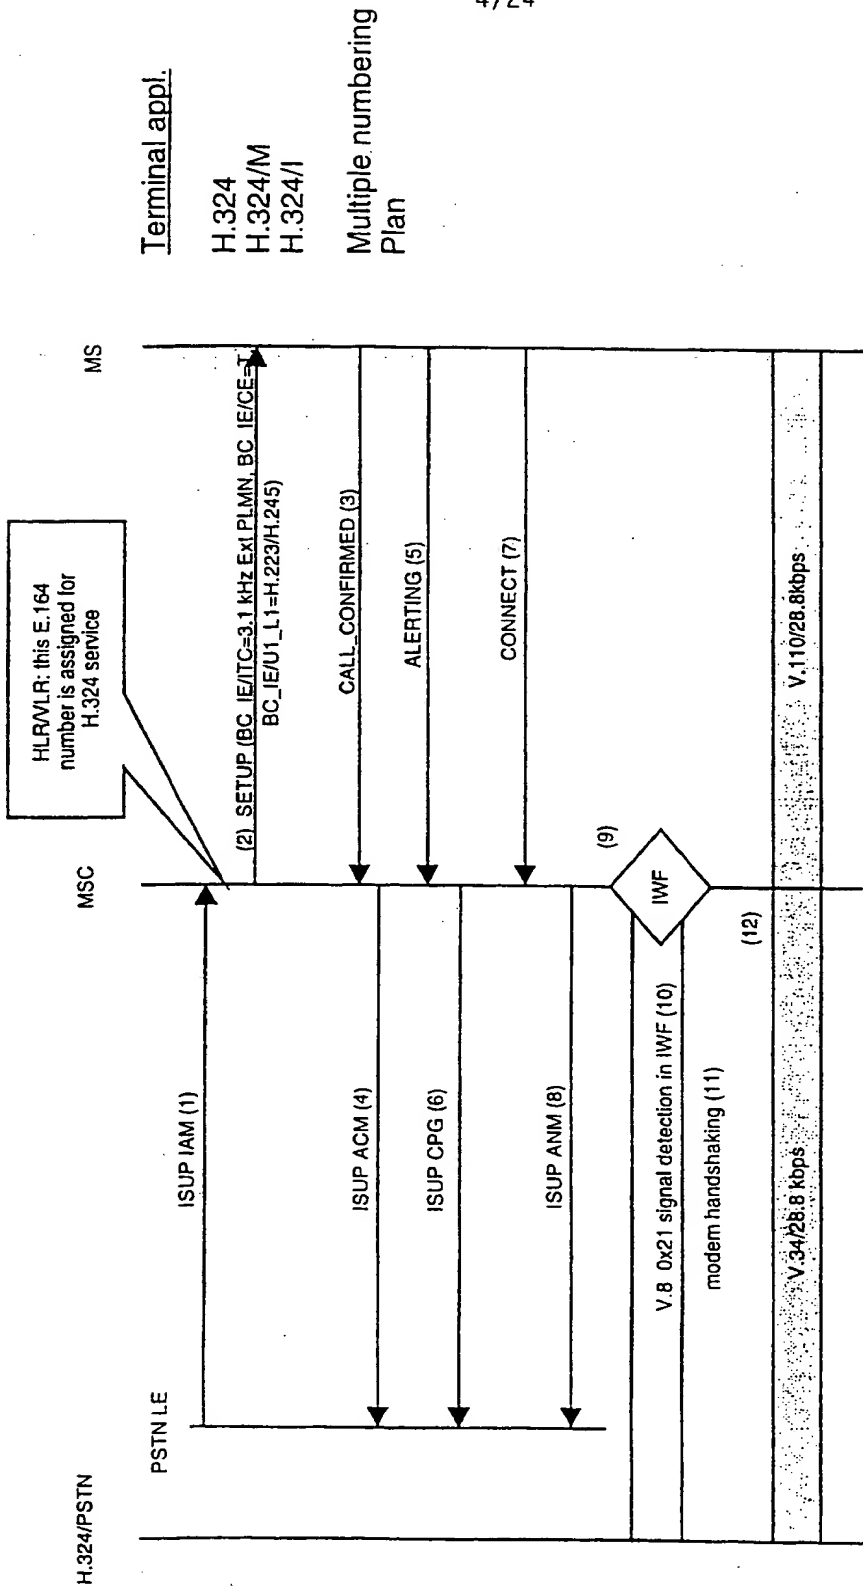 4/24
H.324/PSTN
PSTN LE
MSC
MS
HLR/VLR: this E.164
number is assigned for
H.324 service
Terminal appl.
H.324
H.324/M
H.324/I
Multiple numbering
Plan
ISUP IAM (1)
(2) SETUP (BC_IE/ITC=3.1 kHz Ext PLMN, BC_IE/CE=T
BC_IE/U1_L1=H.223/H.245)
CALL_CONFIRMED (3)
ISUP ACM (4)
ALERTING (5)
ISUP CPG (6)
CONNECT (7)
ISUP ANM (8)
(9)
IWF
V.8 0x21 signal detection in IWF (10)
modem handshaking (11)
(12)
V.34/28.8 kbps
V.110/28.8kbps